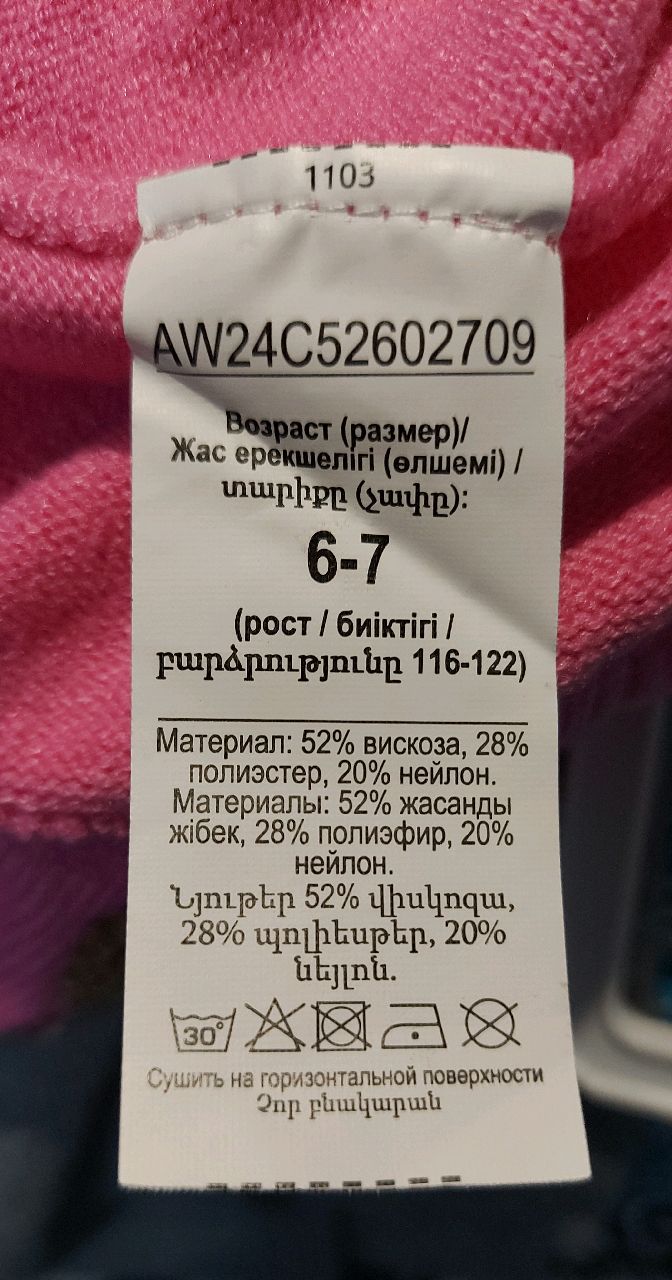 1103
AW24C52602709
Возраст (размер)/
Жас ерекшелігі (өлшемі) /
տարիքը (չափը):
6-7
(рост / биіктігі /
բարձրությունը 116-122)
Материал: 52% вискоза, 28%
полиэстер, 20% нейлон.
Материалы: 52% жасанды
жібек, 28% полиэфир, 20%
нейлон.
Նյութեր 52% վիսկոզա,
28% պոլիեսթեր, 20%
նեյլոն.
30°
Сушить на горизонтальной поверхности
Չոր բնակարան